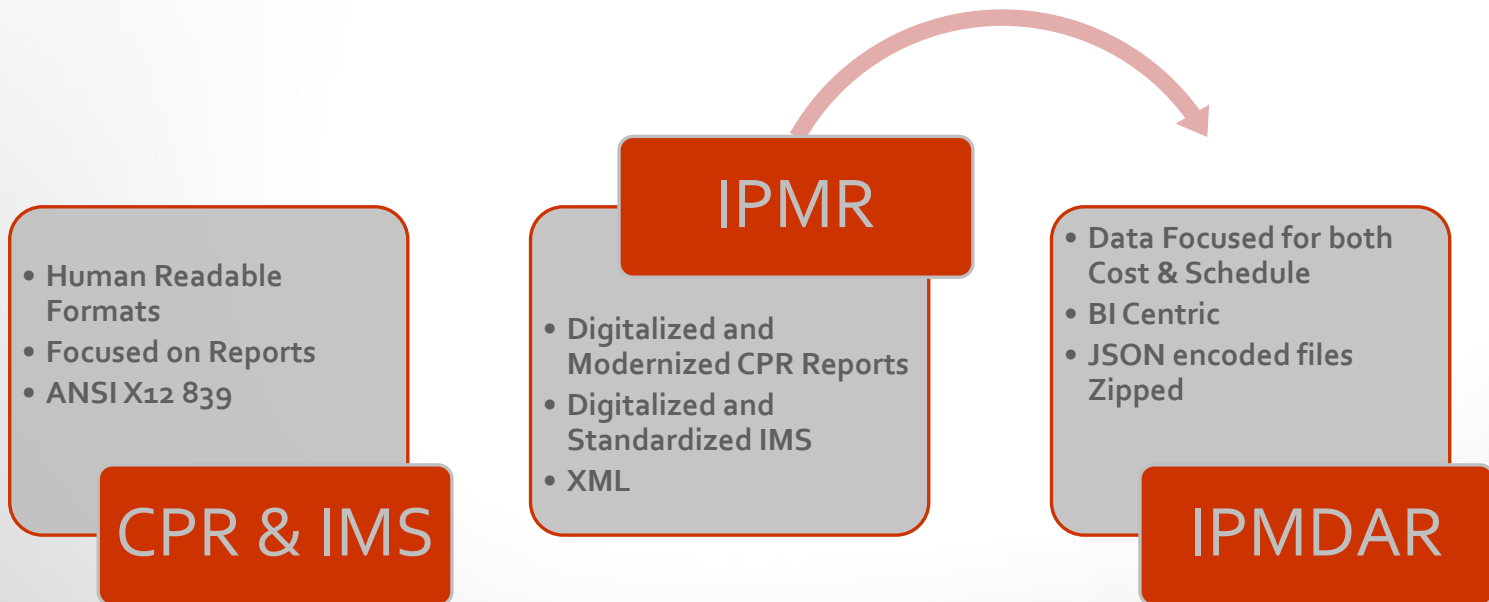 • Human Readable
Formats
• Focused on Reports
• ANSI X12 839
CPR & IMS
IPMR
• Digitalized and
Modernized CPR Reports
• Digitalized and
Standardized IMS
• XML
• Data Focused for both
Cost & Schedule
• BI Centric
• JSON encoded files
Zipped
IPMDAR